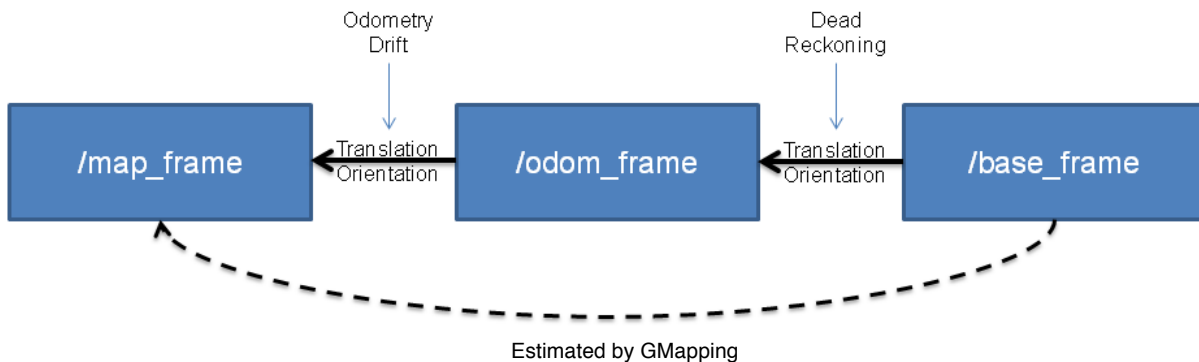 Odometry
Drift
Dead
Reckoning
/map_frame
Translation
Orientation
/odom_frame
Translation
Orientation
/base_frame
Estimated by GMapping